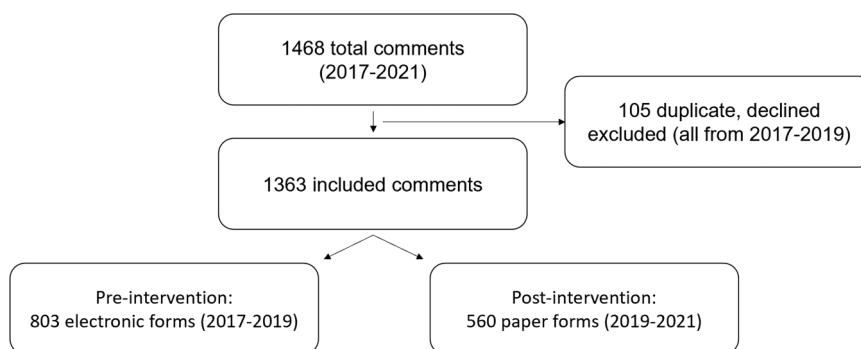 1468 total comments
(2017-2021)
105 duplicate, declined
excluded (all from 2017-2019)
1363 included comments
Pre-intervention:
803 electronic forms (2017-2019)
Post-intervention:
560 paper forms (2019-2021)